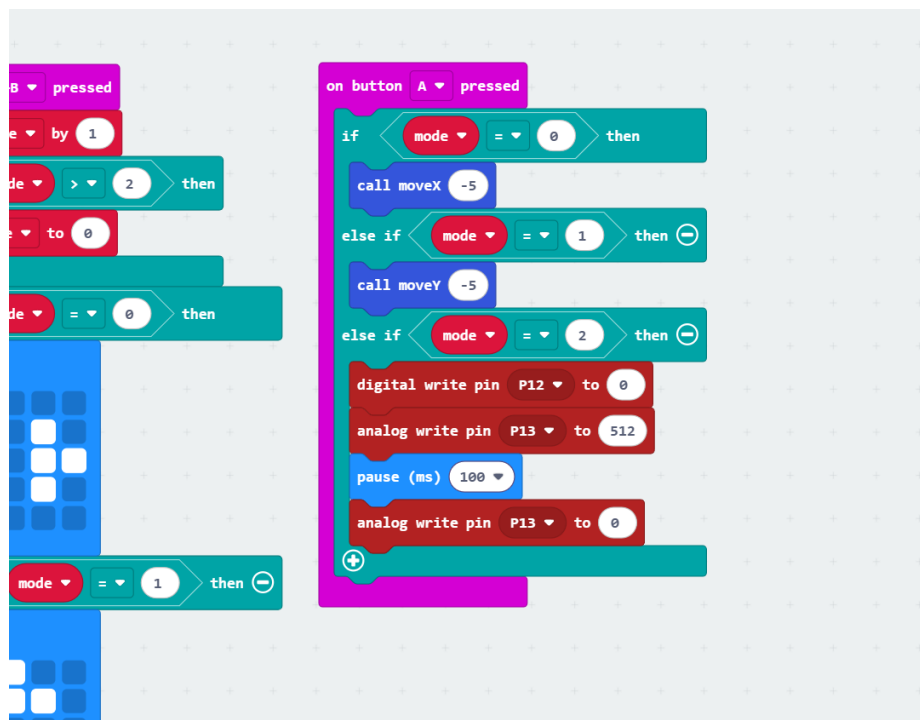 B pressed
e by 1
de > 2 then
e to 0
de = 0 then
mode = 1 then
on button A pressed
if mode = 0 then
call moveX -5
else if mode = 1 then
call moveY -5
else if mode = 2 then
digital write pin P12 to 0
analog write pin P13 to 512
pause (ms) 100
analog write pin P13 to 0